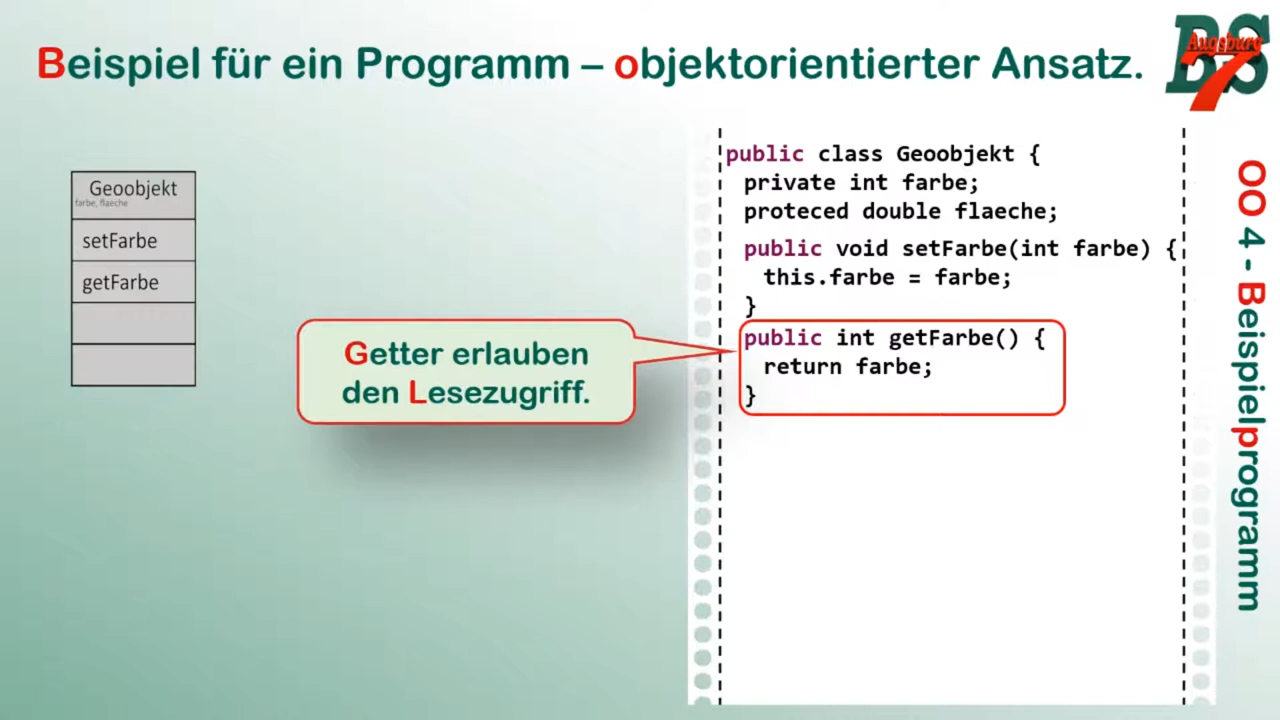 Beispiel für ein Programm – objektorientierter Ansatz.
BS
Augsburg
7
Geoobjekt
farbe, flaeche
setFarbe
getFarbe
Getter erlauben
den Lesezugriff.
public class Geoobjekt {
private int farbe;
proteced double flaeche;
public void setFarbe(int farbe) {
this.farbe = farbe;
}
public int getFarbe() {
return farbe;
}
OO 4 - Beispielprogramm